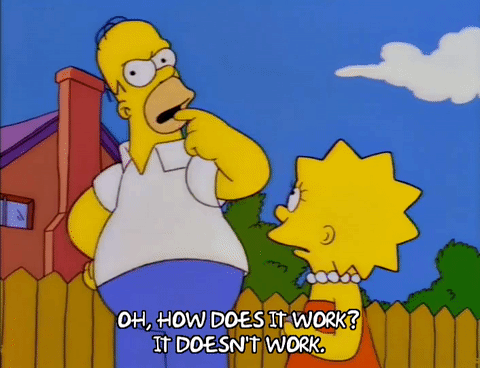 OH, HOW DOES IT WORK?
IT DOESN'T WORK.